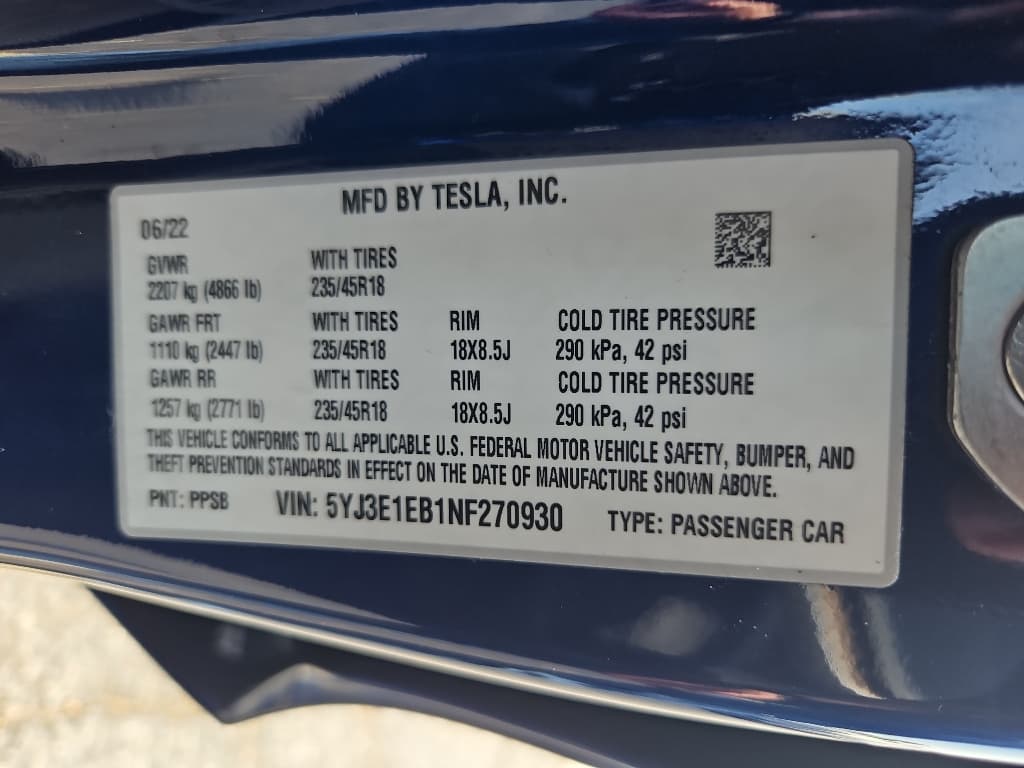 MFD BY TESLA, INC.
06/22
GVWR WITH TIRES
2207 kg (4866 lb) 235/45R18
GAWR FRT WITH TIRES RIM COLD TIRE PRESSURE
1110 kg (2447 lb) 235/45R18 18X8.5J 290 kPa, 42 psi
GAWR RR WITH TIRES RIM COLD TIRE PRESSURE
1257 kg (2771 lb) 235/45R18 18X8.5J 290 kPa, 42 psi
THIS VEHICLE CONFORMS TO ALL APPLICABLE U.S. FEDERAL MOTOR VEHICLE SAFETY, BUMPER, AND
THEFT PREVENTION STANDARDS IN EFFECT ON THE DATE OF MANUFACTURE SHOWN ABOVE.
PNT: PPSB VIN: 5YJ3E1EB1NF270930 TYPE: PASSENGER CAR